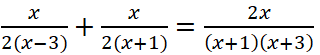 x/(2(x−3)) + x/(2(x+1)) = 2x/((x+1)(x+3))